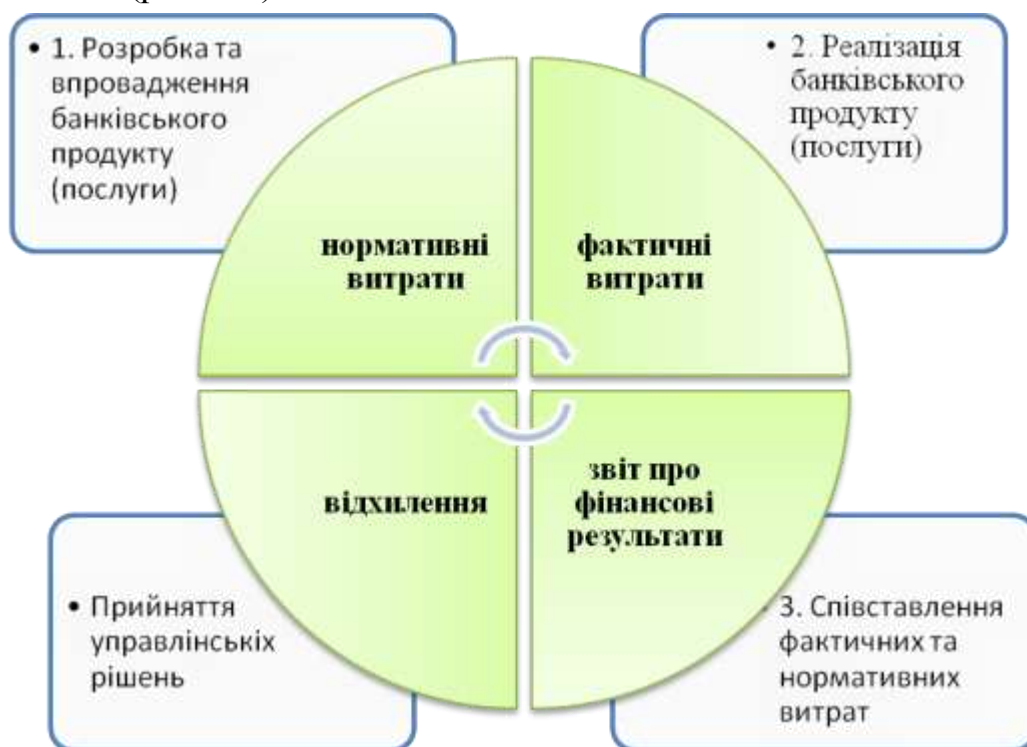 • 1. Розробка та
впровадження
банківського
продукту
(послуги)
• 2. Реалізація
банківського
продукту
(послуги)
нормативні
витрати
фактичні
витрати
відхилення
звіт про
фінансові
результати
• Прийняття
управлінськіх
рішень
• 3. Співставлення
фактичних та
нормативних
витрат